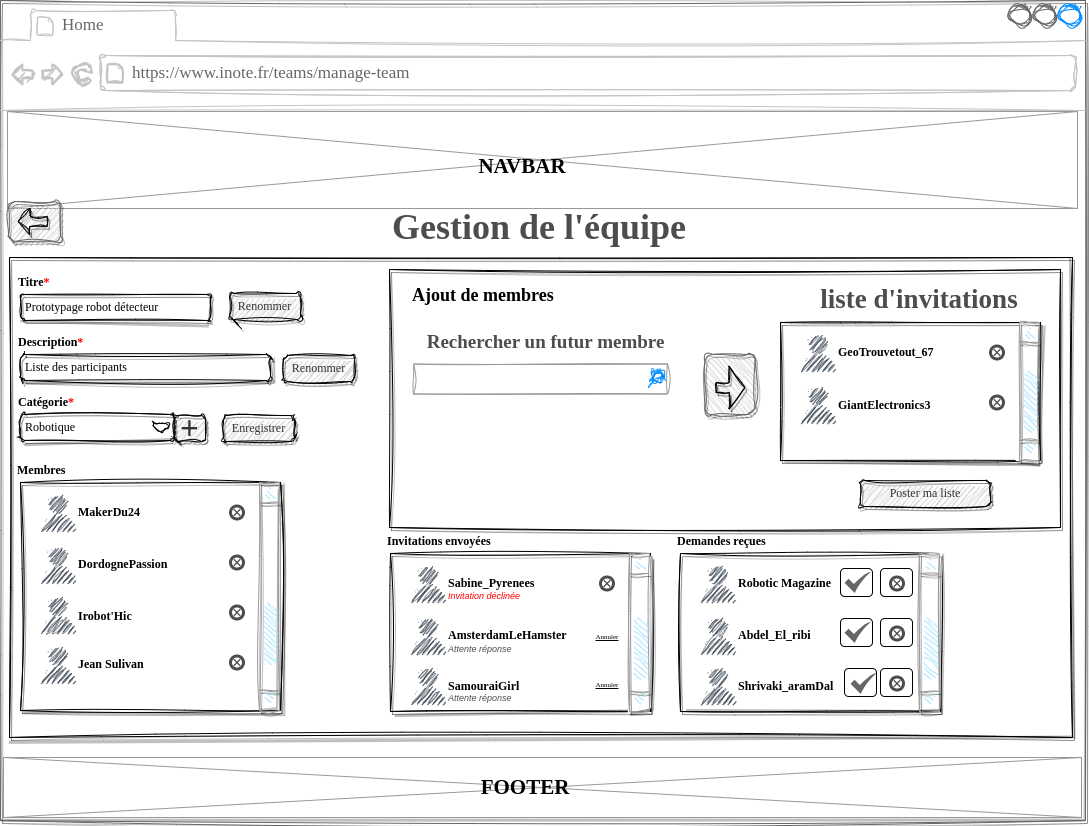 Home
https://www.inote.fr/teams/manage-team
NAVBAR
Gestion de l'équipe
Titre*
Prototypage robot détecteur
Renommer
Description*
Liste des participants
Renommer
Catégorie*
Robotique
Enregistrer
Membres
MakerDu24
DordognePassion
Irobot'Hic
Jean Sulivan
Ajout de membres
Rechercher un futur membre
liste d'invitations
GeoTrouvetout_67
GiantElectronics3
Poster ma liste
Invitations envoyées
Sabine_Pyrenees
Invitation déclinée
AmsterdamLeHamster
Attente réponse
Annuler
SamouraiGirl
Attente réponse
Annuler
Demandes reçues
Robotic Magazine
Abdel_El_ribi
Shrivaki_aramDal
FOOTER